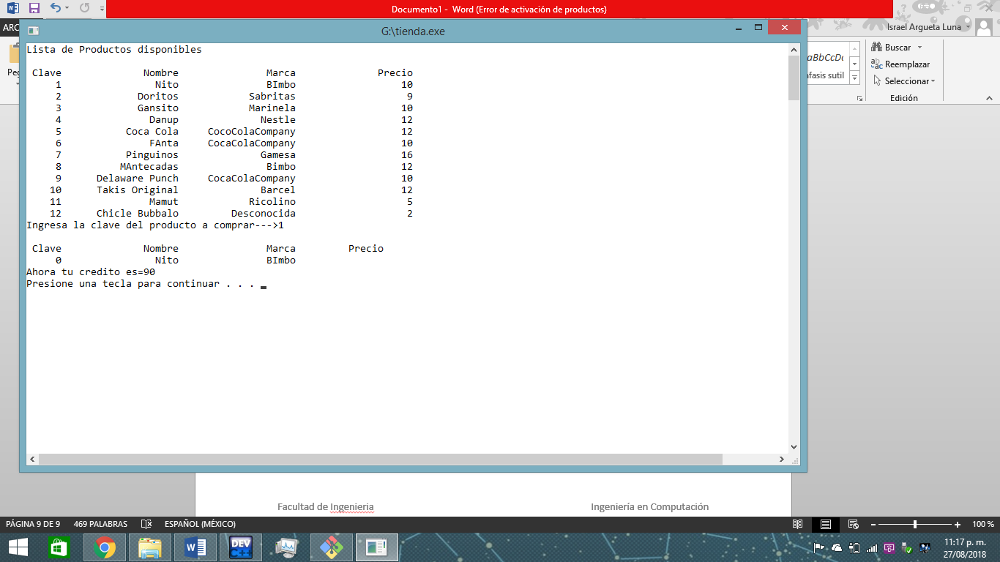 Documento1 - Word (Error de activación de productos)
ARC
Israel Argueta Luna
G:\tienda.exe
Lista de Productos disponibles
Clave Nombre Marca Precio
1 Nito BImbo 10
2 Doritos Sabritas 9
3 Gansito Marinela 10
4 Danup Nestle 12
5 Coca Cola CocoColaCompany 12
6 FAnta CocaColaCompany 10
7 Pinguinos Gamesa 16
8 MAntecadas Bimbo 12
9 Delaware Punch CocaColaCompany 10
10 Takis Original Barcel 12
11 Mamut Ricolino 5
12 Chicle Bubbalo Desconocida 2
Ingresa la clave del producto a comprar--->1
Clave Nombre Marca Precio
0 Nito BImbo
Ahora tu credito es=90
Presione una tecla para continuar . . .
Peg
aBbCcDc
nfasis sutil
Buscar
Reemplazar
Seleccionar
Edición
Facultad de Ingenieria Ingeniería en Computación
PÁGINA 9 DE 9 469 PALABRAS ESPAÑOL (MÉXICO) 100 %
DEV C++
11:17 p. m.
27/08/2018